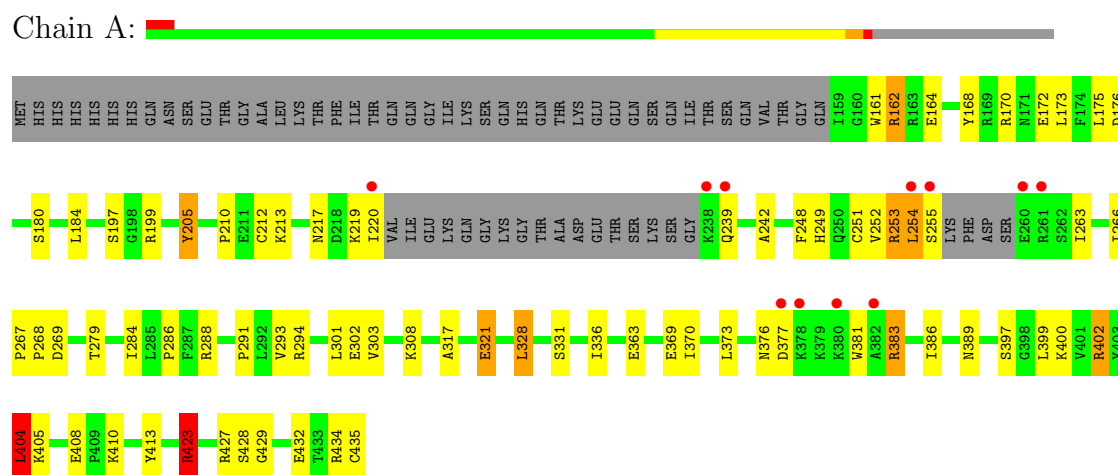 Chain A:
MET HIS HIS HIS HIS HIS HIS GLN ASN SER GLU THR GLY ALA LEU LYS THR PHE ILE THR GLN GLN GLY ILE LYS SER GLN HIS GLN THR LYS GLU GLU GLN SER GLN ILE THR SER GLN VAL THR GLY GLN I159 G160 W161 R162 R163 E164 Y168 R169 R170 N171 E172 L173 F174 L175 D176
S180 L184 S197 G198 R199 Y205 P210 E211 C212 K213 N217 D218 K219 I220 VAL ILE GLU LYS GLN GLY LYS GLY THR ALA ASP GLU THR SER LYS SER GLY K238 Q239 A242 F248 H249 Q250 C251 V252 R253 L254 S255 LYS PHE ASP SER E260 R261 S262 I263 I266
P267 P268 D269 T279 I284 L285 P286 F287 R288 P291 L292 V293 R294 L301 E302 V303 K308 A317 E321 L328 S331 I336 E363 E369 I370 L373 N376 D377 K378 K379 K380 W381 A382 R383 I386 N389 S397 G398 L399 K400 V401 R402 Y403
L404 K405 E408 P409 K410 Y413 R423 R427 S428 G429 E432 T433 R434 C435